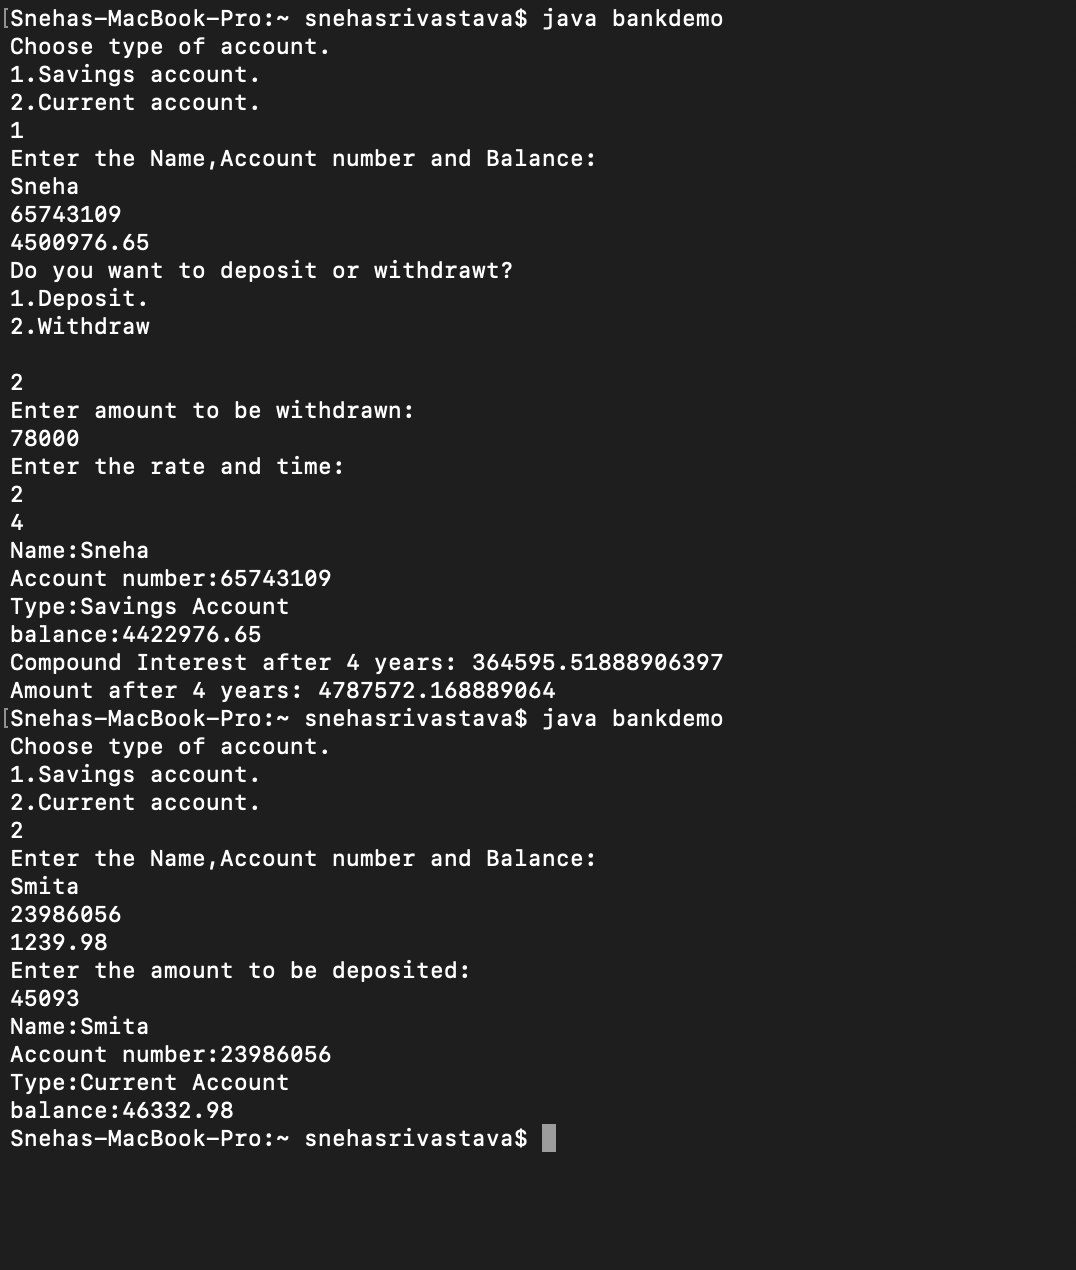 [Snehas-MacBook-Pro:~ snehasrivastava$ java bankdemo
Choose type of account.
1.Savings account.
2.Current account.
1
Enter the Name,Account number and Balance:
Sneha
65743109
4500976.65
Do you want to deposit or withdrawt?
1.Deposit.
2.Withdraw
2
Enter amount to be withdrawn:
78000
Enter the rate and time:
2
4
Name:Sneha
Account number:65743109
Type:Savings Account
balance:4422976.65
Compound Interest after 4 years: 364595.51888906397
Amount after 4 years: 4787572.168889064
[Snehas-MacBook-Pro:~ snehasrivastava$ java bankdemo
Choose type of account.
1.Savings account.
2.Current account.
2
Enter the Name,Account number and Balance:
Smita
23986056
1239.98
Enter the amount to be deposited:
45093
Name:Smita
Account number:23986056
Type:Current Account
balance:46332.98
Snehas-MacBook-Pro:~ snehasrivastava$